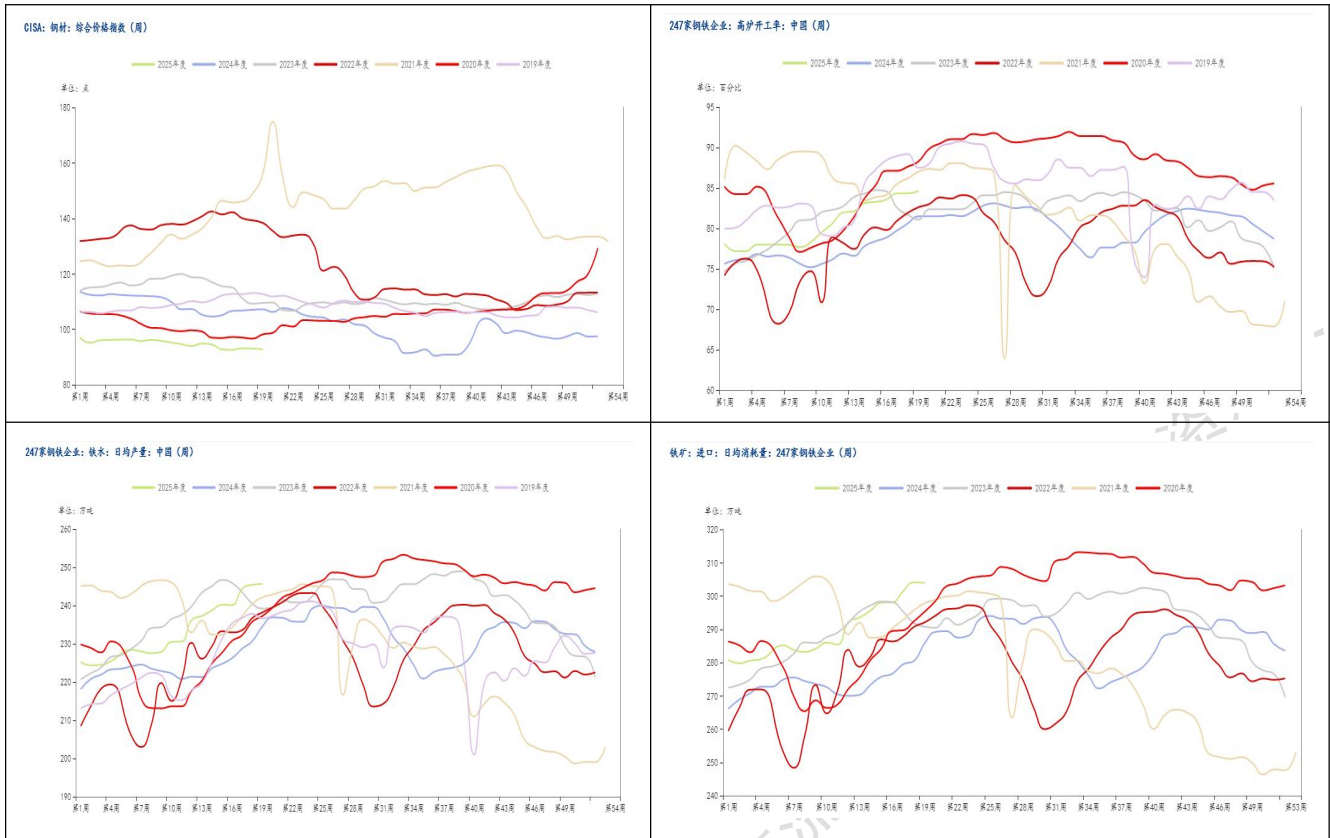 CISA: 钢材: 综合价格指数 (周)
2025年度 2024年度 2023年度 2022年度 2021年度 2020年度 2019年度
单位: 点
180
160
140
120
100
80
第1周 第4周 第7周 第10周 第13周 第16周 第19周 第22周 第25周 第28周 第31周 第34周 第37周 第40周 第43周 第46周 第49周 第54周
247家钢铁企业: 高炉开工率: 中国 (周)
2025年度 2024年度 2023年度 2022年度 2021年度 2020年度 2019年度
单位: 百分比
95
90
85
80
75
70
65
60
第1周 第4周 第7周 第10周 第13周 第16周 第19周 第22周 第25周 第28周 第31周 第34周 第37周 第40周 第43周 第46周 第49周 第54周
247家钢铁企业: 铁水: 日均产量: 中国 (周)
2025年度 2024年度 2023年度 2022年度 2021年度 2020年度 2019年度
单位: 万吨
260
250
240
230
220
210
200
190
第1周 第4周 第7周 第10周 第13周 第16周 第19周 第22周 第25周 第28周 第31周 第34周 第37周 第40周 第43周 第46周 第49周 第54周
铁矿: 进口: 日均消耗量: 247家钢铁企业 (周)
2025年度 2024年度 2023年度 2022年度 2021年度 2020年度
单位: 万吨
320
310
300
290
280
270
260
250
240
第1周 第4周 第7周 第10周 第13周 第16周 第19周 第22周 第25周 第28周 第31周 第34周 第37周 第40周 第43周 第46周 第49周 第53周